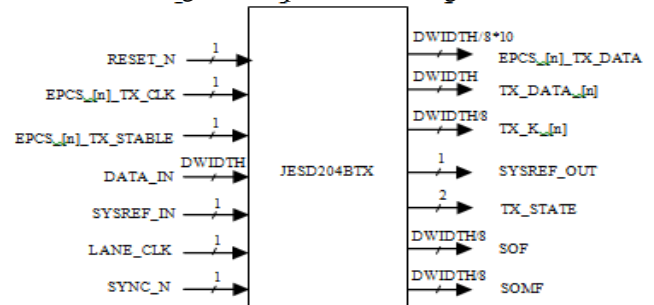 DWIDTH/8*10
1
RESET_N
EPCS_[n]_TX_DATA
1
DWIDTH
EPCS_[n]_TX_CLK
TX_DATA_[n]
1
DWIDTH/8
EPCS_[n]_TX_STABLE
TX_K_[n]
DWIDTH
JESD204BTX
1
DATA_IN
SYSREF_OUT
1
2
SYSREF_IN
TX_STATE
1
DWIDTH/8
LANE_CLK
SOF
1
DWIDTH/8
SYNC_N
SOMF